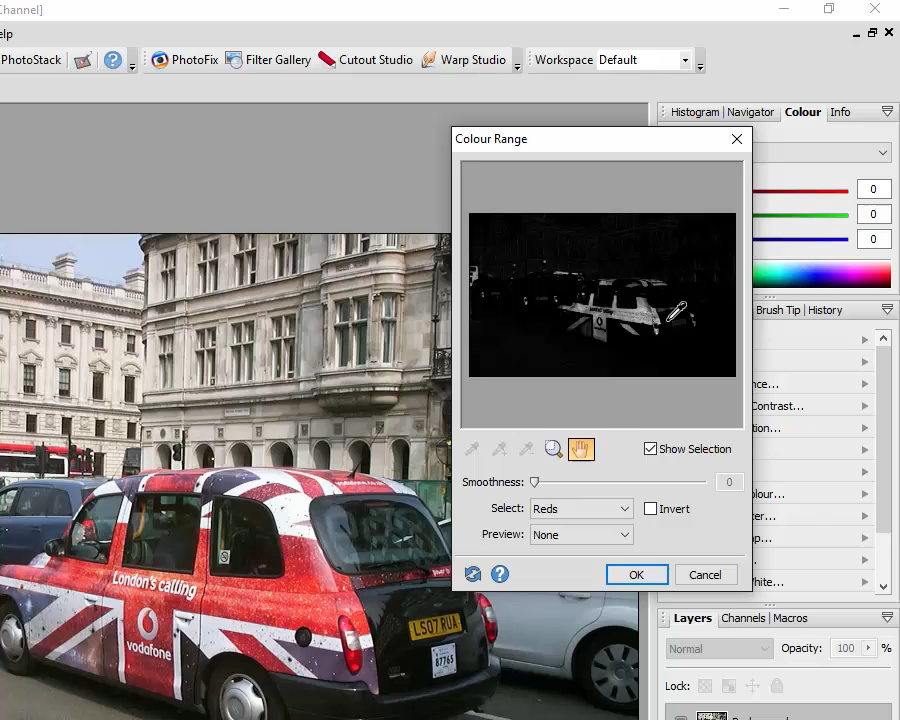 Channel]
elp
PhotoStack PhotoFix Filter Gallery Cutout Studio Warp Studio Workspace Default
Histogram Navigator Colour Info
Colour Range
0
0
0
Brush Tip History
nce...
Contrast...
tion...
Show Selection
Smoothness: 0
olour...
Select: Reds Invert
ter...
Preview: None
p...
OK Cancel
hite...
Layers Channels Macros
Normal Opacity: 100 %
Lock:
London's calling
vodafone
LS07 RUA
87765